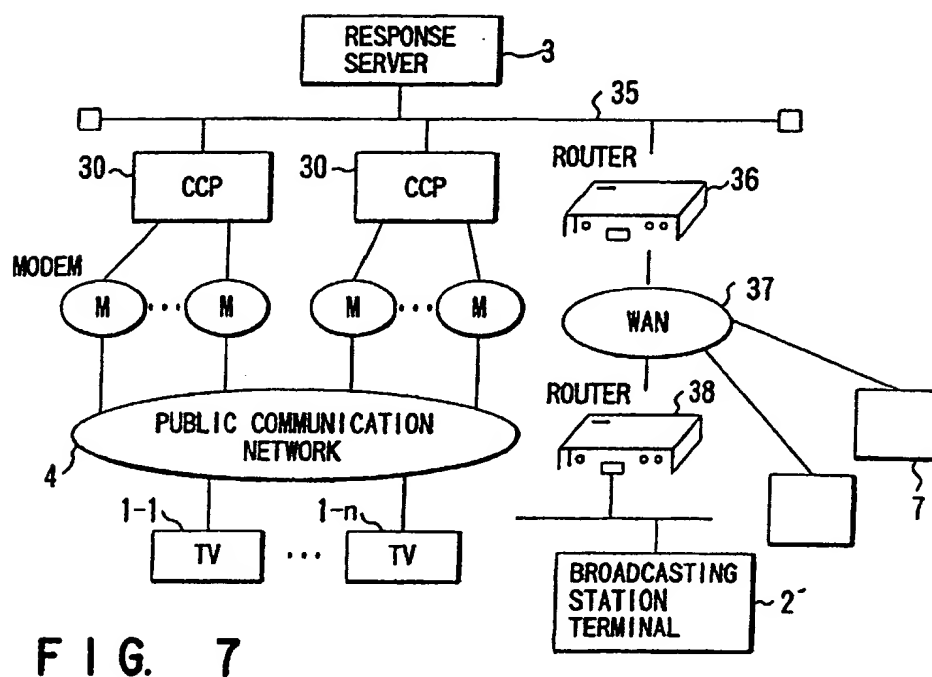 RESPONSE
SERVER
3
35
30
CCP
30
CCP
ROUTER
36
MODEM
M ... M
M ... M
WAN
37
ROUTER
38
PUBLIC COMMUNICATION
NETWORK
4
7
1-1
TV
...
1-n
TV
BROADCASTING
STATION
TERMINAL
2
FIG. 7